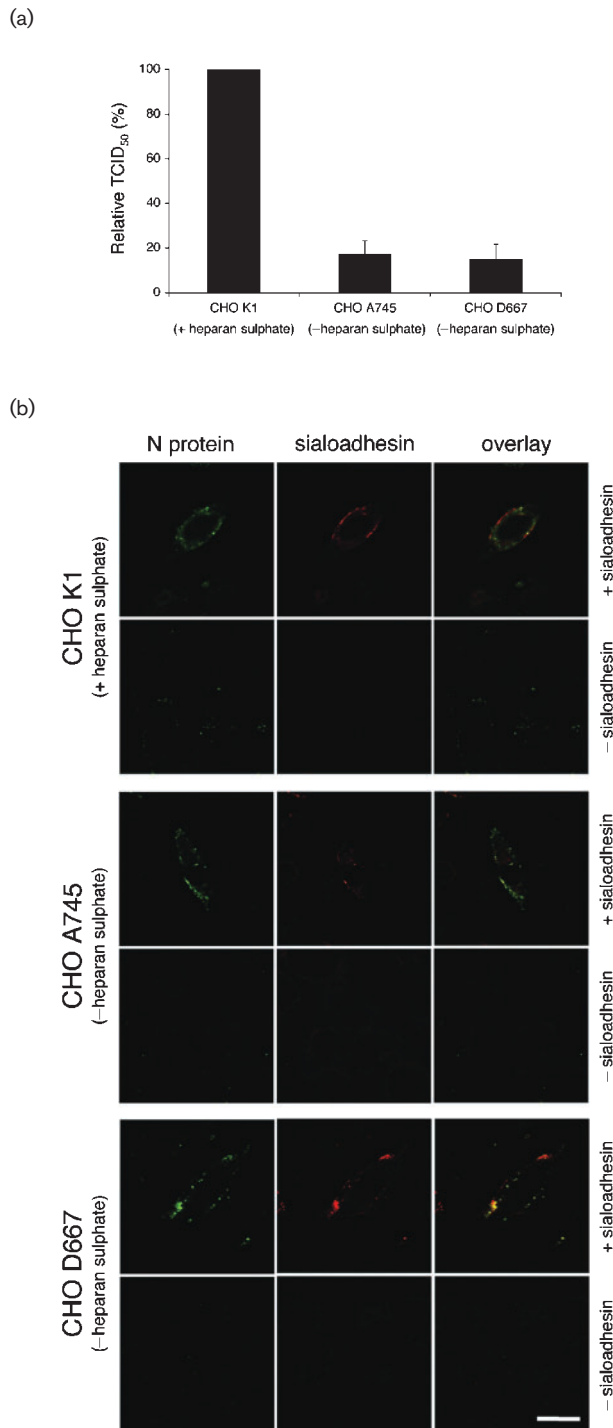 (a)
Relative TCID50 (%)
100
80
60
40
20
0
CHO K1 CHO A745 CHO D667
(+ heparan sulphate) (−heparan sulphate) (−heparan sulphate)
(b)
N protein sialoadhesin overlay
CHO K1
(+ heparan sulphate)
+ sialoadhesin
− sialoadhesin
CHO A745
(−heparan sulphate)
+ sialoadhesin
− sialoadhesin
CHO D667
(−heparan sulphate)
+ sialoadhesin
− sialoadhesin